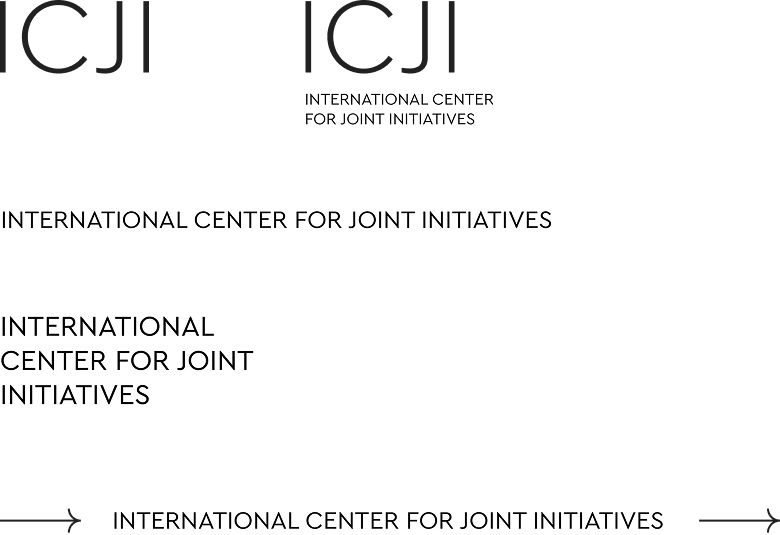 ICJI
ICJI
INTERNATIONAL CENTER
FOR JOINT INITIATIVES
INTERNATIONAL CENTER FOR JOINT INITIATIVES
INTERNATIONAL
CENTER FOR JOINT
INITIATIVES
INTERNATIONAL CENTER FOR JOINT INITIATIVES